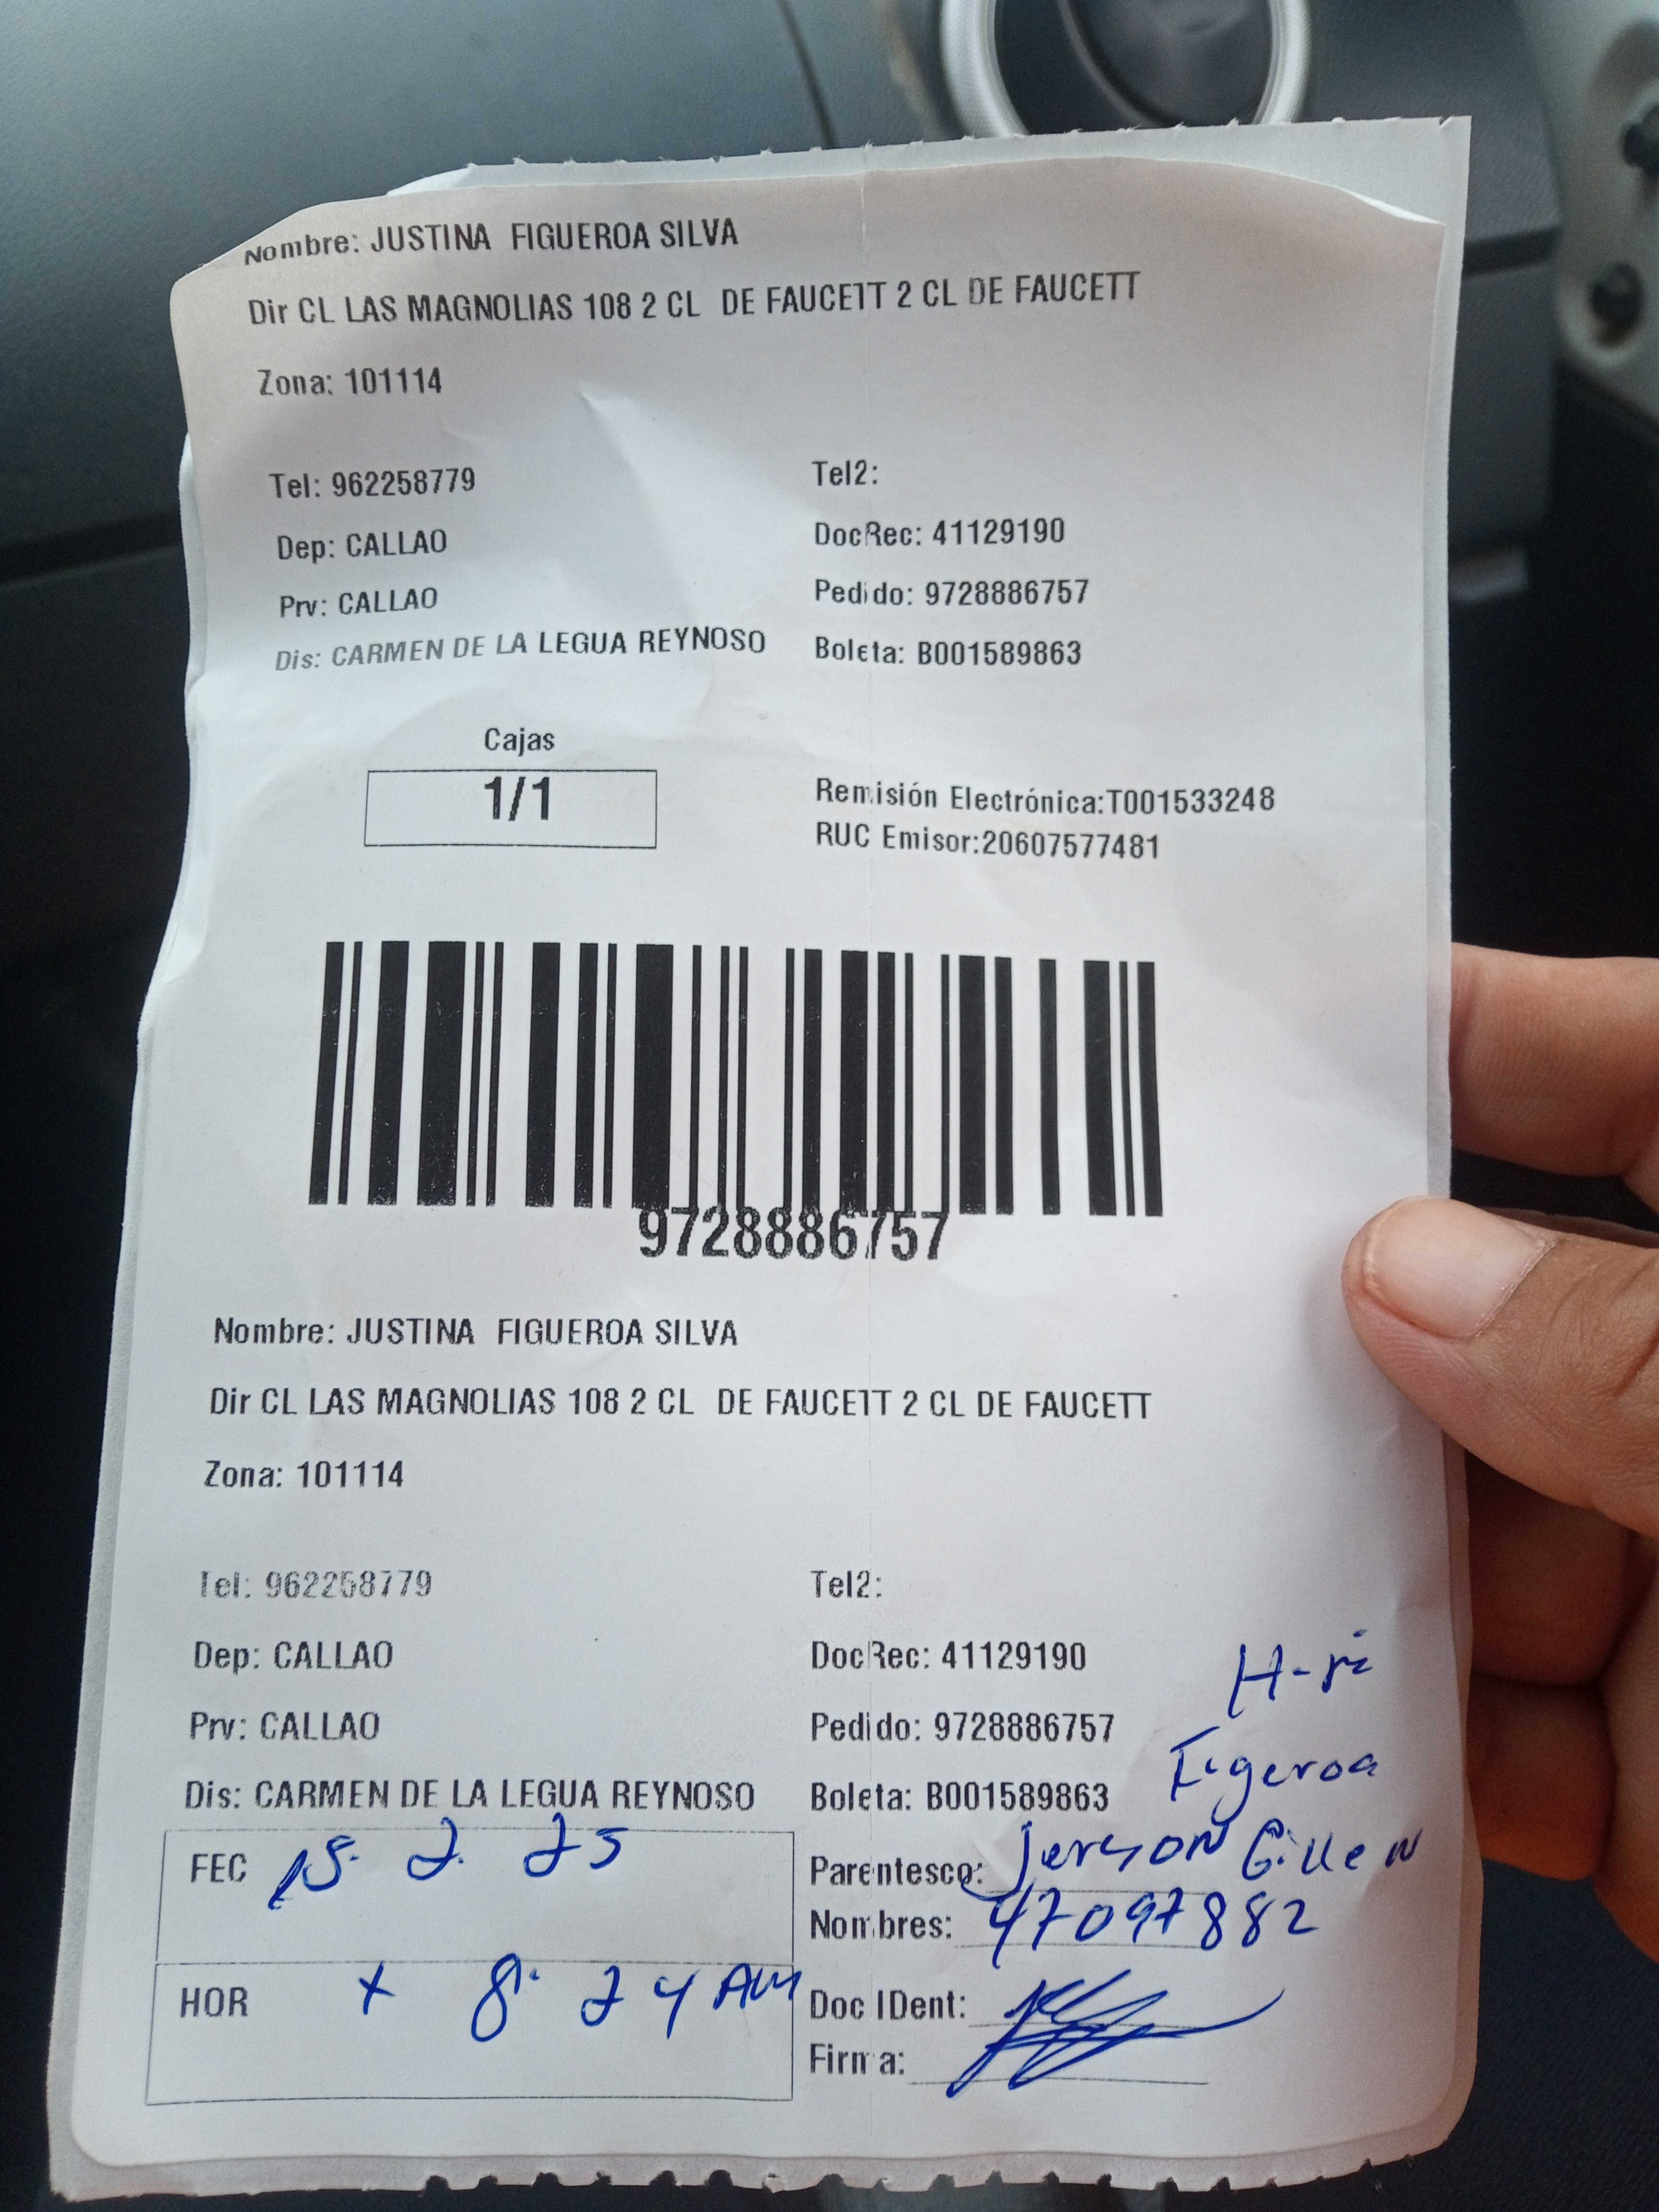 Nombre: JUSTINA FIGUEROA SILVA
Dir CL LAS MAGNOLIAS 108 2 CL DE FAUCETT 2 CL DE FAUCETT
Zona: 101114
Tel: 962258779 Tel2:
Dep: CALLAO DocRec: 41129190
Prv: CALLAO Pedido: 9728886757
Dis: CARMEN DE LA LEGUA REYNOSO Boleta: B001589863
Cajas
1/1
Remisión Electrónica:T001533248
RUC Emisor:20607577481
9728886757
Nombre: JUSTINA FIGUEROA SILVA
Dir CL LAS MAGNOLIAS 108 2 CL DE FAUCETT 2 CL DE FAUCETT
Zona: 101114
Tel: 962258779 Tel2:
Dep: CALLAO DocRec: 41129190
Prv: CALLAO Pedido: 9728886757
Figeroa
Dis: CARMEN DE LA LEGUA REYNOSO Boleta: B001589863
FEC 15. 2. 25 Parentesco: Jerson Gillen
Nombres: 47097882
HOR x 8:24 AM Doc IDent:
Firma: